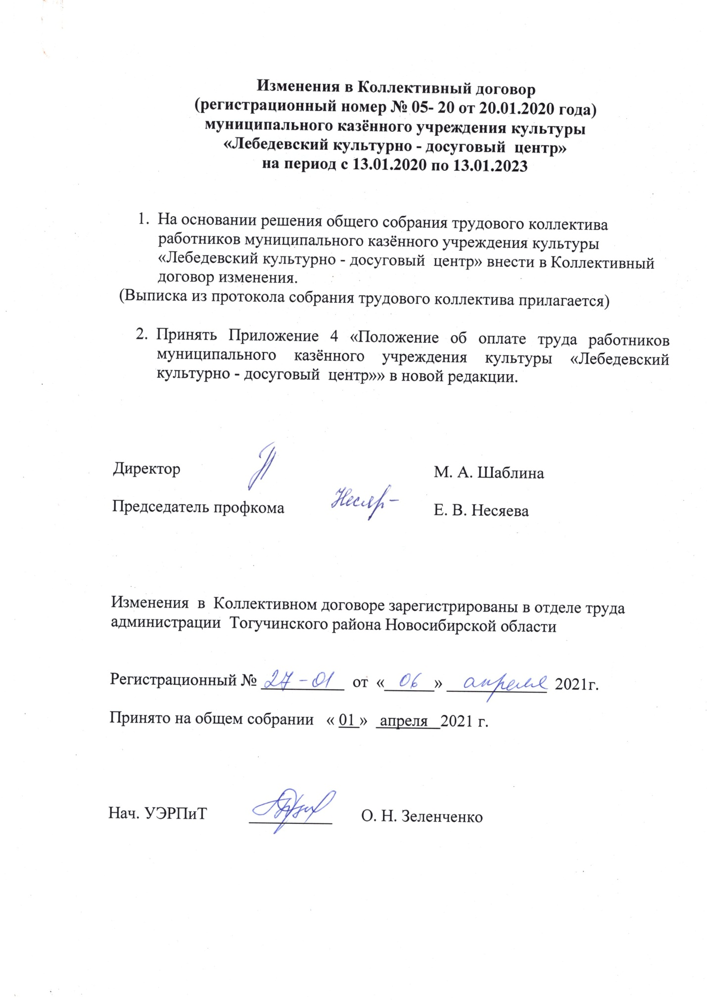 Изменения в Коллективный договор
(регистрационный номер № 05- 20 от 20.01.2020 года)
муниципального казённого учреждения культуры
«Лебедевский культурно - досуговый  центр»
на период с 13.01.2020 по 13.01.2023
1. На основании решения общего собрания трудового коллектива
работников муниципального казённого учреждения культуры
«Лебедевский культурно - досуговый  центр» внести в Коллективный
договор изменения.
(Выписка из протокола собрания трудового коллектива прилагается)
2. Принять Приложение 4 «Положение об оплате труда работников
муниципального казённого учреждения культуры «Лебедевский
культурно - досуговый  центр»» в новой редакции.
Директор М. А. Шаблина
Председатель профкома Е. В. Несяева
Изменения  в  Коллективном договоре зарегистрированы в отделе труда
администрации  Тогучинского района Новосибирской области
Регистрационный № 27-01 от « 06 » апреля 2021г.
Принято на общем собрании « 01 » апреля 2021 г.
Нач. УЭРПиТ О. Н. Зеленченко